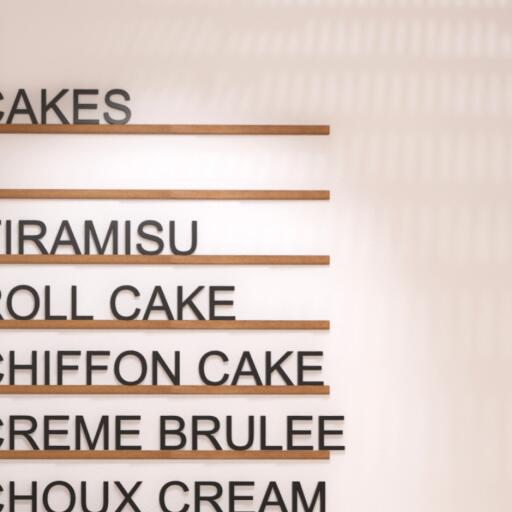 CAKES
TIRAMISU
ROLL CAKE
CHIFFON CAKE
CREME BRULEE
CHOUX CREAM